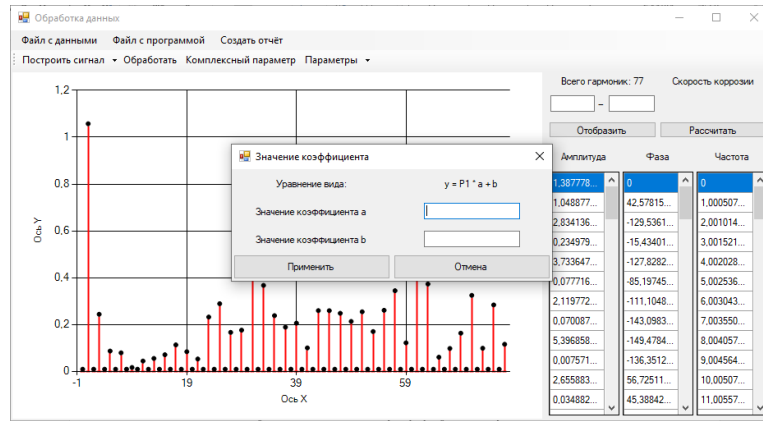 Обработка данных
Файл с данными Файл с программой Создать отчёт
Построить сигнал Обработать Комплексный параметр Параметры
Всего гармоник: 77 Скорость коррозии
–
Отобразить Рассчитать
Амплитуда Фаза Частота
1,387778... 0 0
1,048877... 42,57815... 1,000507...
2,834136... -129,5361... 2,001014...
0,234979... -15,43401... 3,001521...
3,733647... -127,8282... 4,002028...
0,077716... -85,19745... 5,002536...
2,119772... -111,1048... 6,003043...
0,070087... -143,0983... 7,003550...
5,396858... -149,4784... 8,004057...
0,007571... -136,3512... 9,004564...
2,655883... 56,72511... 10,00507...
0,034882... 45,38842... 11,00557...
Значение коэффициента
Уравнение вида: y = P1 * a + b
Значение коэффициента a
Значение коэффициента b
Применить Отмена
1,2
1
0,8
0,6
0,4
0,2
0
Ось Y
-1 19 39 59
Ось X